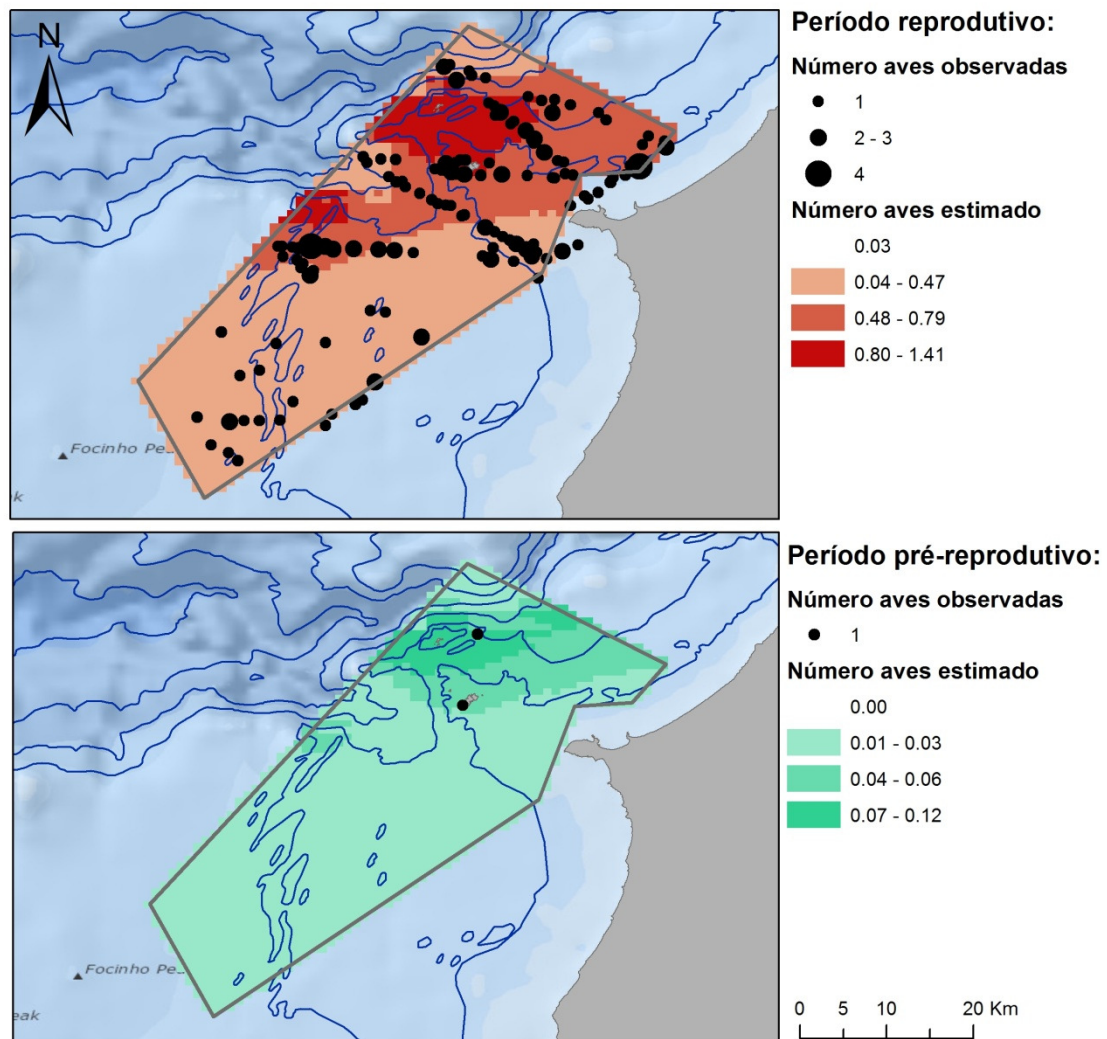 N
Focinho Pe...
Período reprodutivo:
Número aves observadas
1
2 - 3
4
Número aves estimado
0.03
0.04 - 0.47
0.48 - 0.79
0.80 - 1.41
Focinho Pe...
eak
Período pré-reprodutivo:
Número aves observadas
1
Número aves estimado
0.00
0.01 - 0.03
0.04 - 0.06
0.07 - 0.12
0 5 10 20 Km